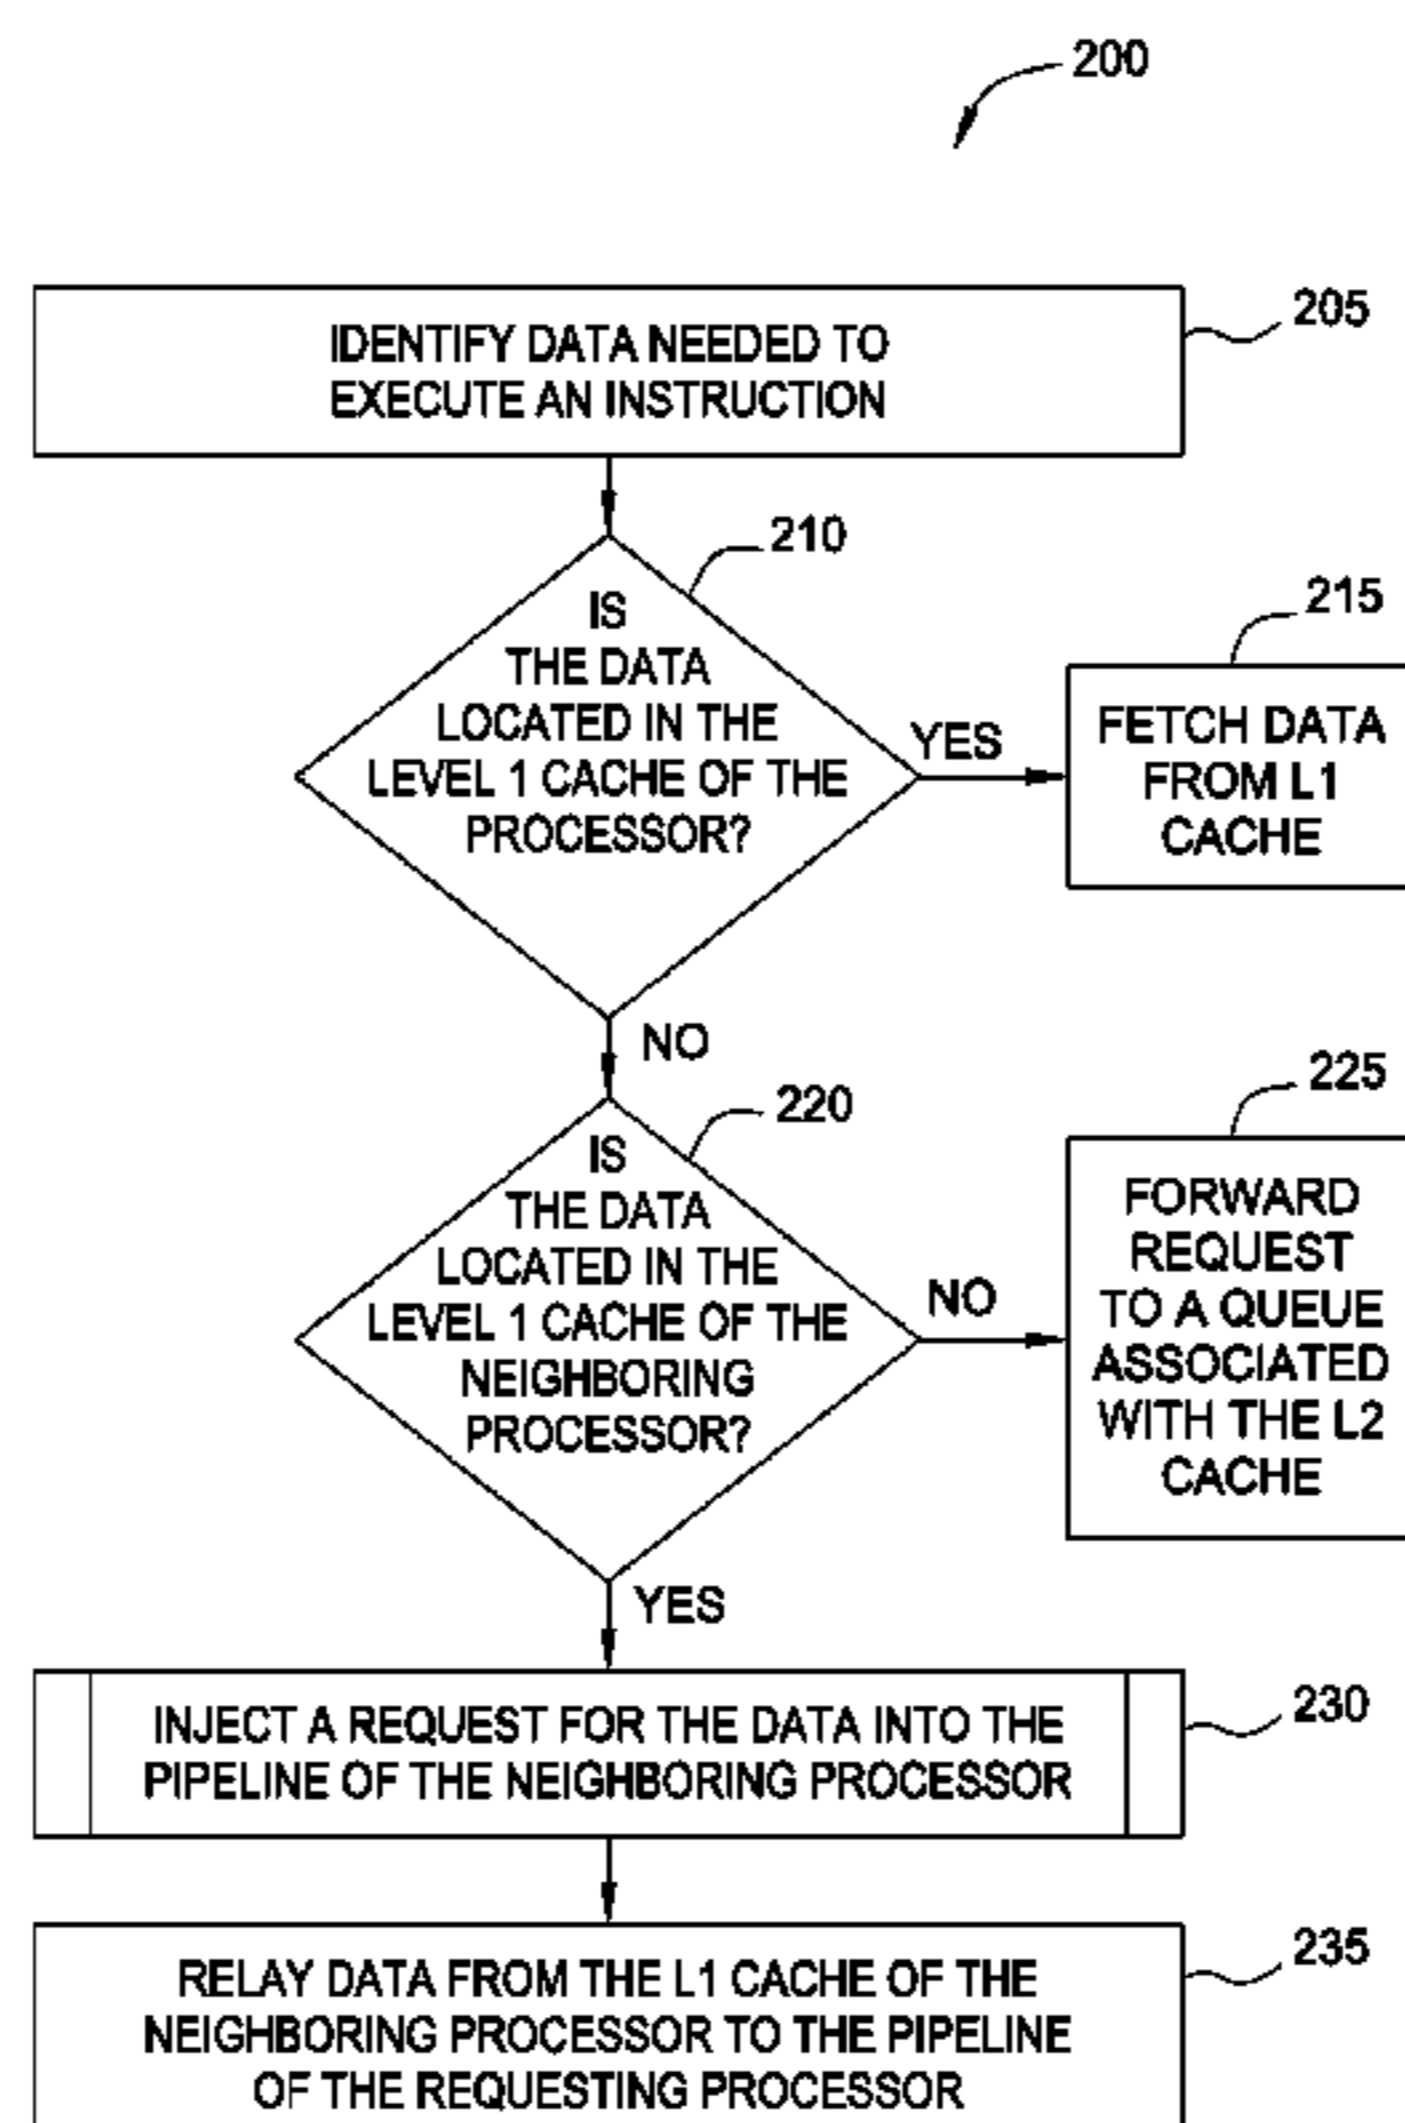 200
IDENTIFY DATA NEEDED TO
EXECUTE AN INSTRUCTION
205
210
IS
THE DATA
LOCATED IN THE
LEVEL 1 CACHE OF THE
PROCESSOR?
YES
215
FETCH DATA
FROM L1
CACHE
NO
220
IS
THE DATA
LOCATED IN THE
LEVEL 1 CACHE OF THE
NEIGHBORING
PROCESSOR?
NO
225
FORWARD
REQUEST
TO A QUEUE
ASSOCIATED
WITH THE L2
CACHE
YES
INJECT A REQUEST FOR THE DATA INTO THE
PIPELINE OF THE NEIGHBORING PROCESSOR
230
RELAY DATA FROM THE L1 CACHE OF THE
NEIGHBORING PROCESSOR TO THE PIPELINE
OF THE REQUESTING PROCESSOR
235